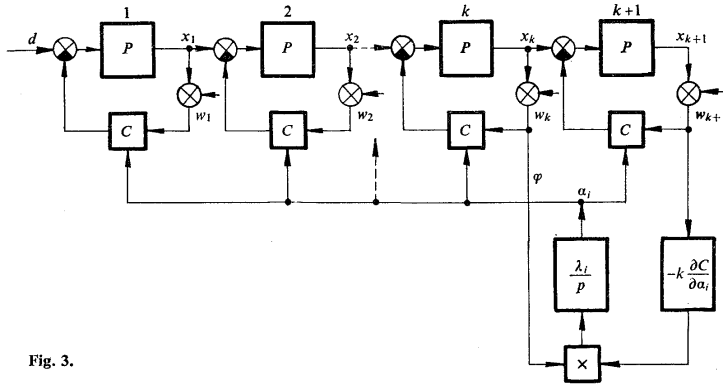 1 2 k k+1
d P x₁ P x₂ P xₖ P xₖ₊₁
w₁ w₂ wₖ wₖ₊
C C C C
φ αᵢ
λᵢ/p -k ∂C/∂αᵢ
×
Fig. 3.